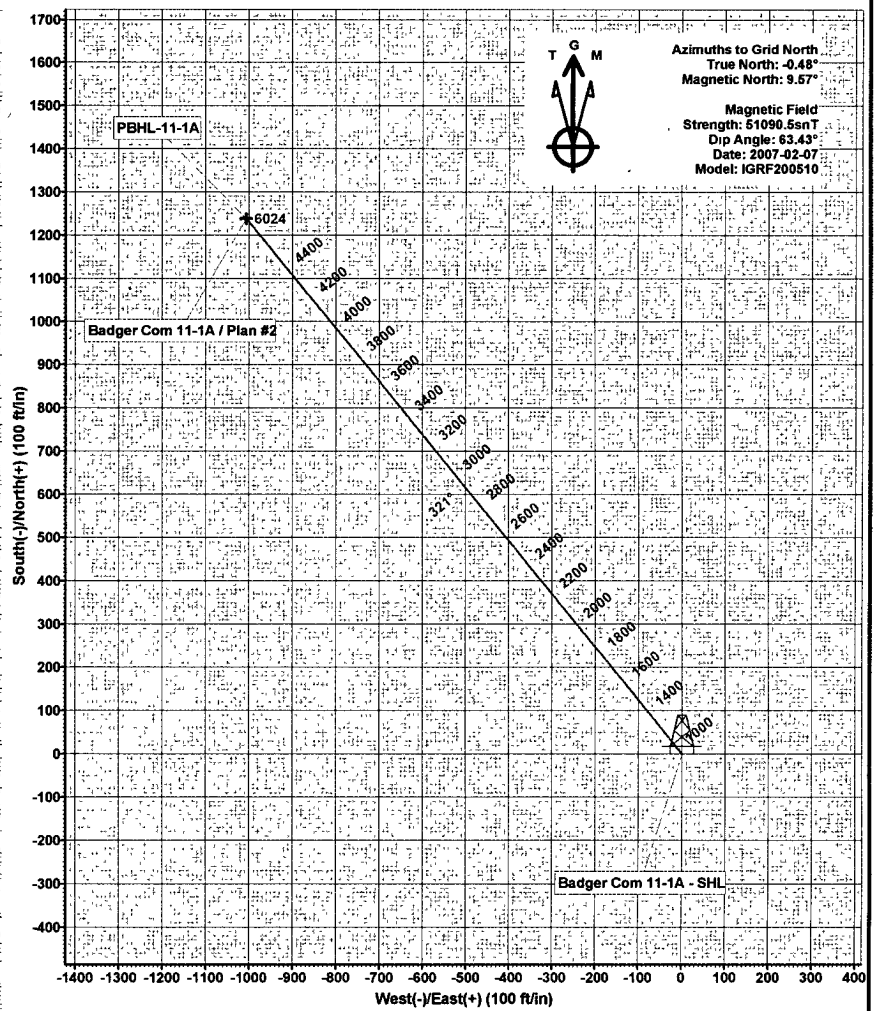 T G M
Azimuths to Grid North
True North: -0.48°
Magnetic North: 9.57°
Magnetic Field
Strength: 51090.5snT
Dip Angle: 63.43°
Date: 2007-02-07
Model: IGRF200510
PBHL-11-1A
6024
Badger Com 11-1A / Plan #2
4400
4200
4000
3800
3600
3400
3200
3000
2800
321°
2600
2400
2200
2000
1800
1600
1400
1000
Badger Com 11-1A - SHL
South(-)/North(+) (100 ft/in)
1700
1600
1500
1400
1300
1200
1100
1000
900
800
700
600
500
400
300
200
100
0
-100
-200
-300
-400
-1400 -1300 -1200 -1100 -1000 -900 -800 -700 -600 -500 -400 -300 -200 -100 0 100 200 300 400
West(-)/East(+) (100 ft/in)